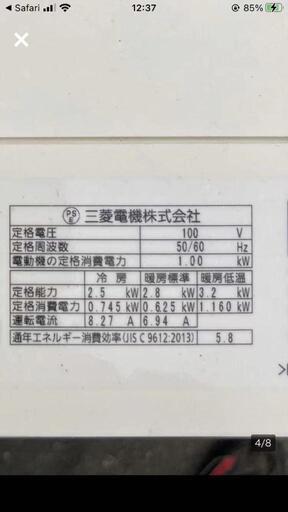 Safari 12:37 85%
PS E 三菱電機株式会社
定格電圧 100 V
定格周波数 50/60 Hz
電動機の定格消費電力 1.00 kW
冷 房 暖房標準 暖房低温
定格能力 2.5 kW 2.8 kW 3.2 kW
定格消費電力 0.745 kW 0.625 kW 1.160 kW
運転電流 8.27 A 6.94 A
通年エネルギー消費効率(JIS C 9612:2013) 5.8
4/8